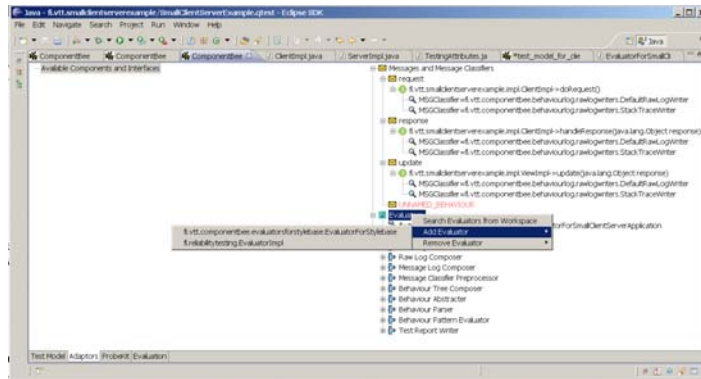 Java - fi.vtt.smallclientserverexample/SmallClientServerExample.qtest - Eclipse SDK
File Edit Navigate Search Project Run Window Help
Java
ComponentBee ComponentBee ComponentBee ClientImpl.java ServerImpl.java TestingAttributes.ja *test_model_for_clie EvaluatorForSmallCl
Available Components and Interfaces
Messages and Message Classifiers
request
fi.vtt.smallclientserverexample.impl.ClientImpl->doRequest()
MSGClassifier=fi.vtt.componentbee.behaviourlog.rawlogwriters.DefaultRawLogWriter
MSGClassifier=fi.vtt.componentbee.behaviourlog.rawlogwriters.StackTraceWriter
response
fi.vtt.smallclientserverexample.impl.ClientImpl->handleResponse(java.lang.Object response)
MSGClassifier=fi.vtt.componentbee.behaviourlog.rawlogwriters.DefaultRawLogWriter
MSGClassifier=fi.vtt.componentbee.behaviourlog.rawlogwriters.StackTraceWriter
update
fi.vtt.smallclientserverexample.impl.ViewImpl->update(java.lang.Object response)
MSGClassifier=fi.vtt.componentbee.behaviourlog.rawlogwriters.DefaultRawLogWriter
MSGClassifier=fi.vtt.componentbee.behaviourlog.rawlogwriters.StackTraceWriter
UNNAMED_BEHAVIOUR
Search Evaluators from Workspace
fi.vtt.componentbee.evaluatorsforstylebase.EvaluatorForStylebase
Add Evaluator
orForSmallClientServerApplication
fi.reliabilitytesting.EvaluatorImpl
Remove Evaluator
Raw Log Composer
Message Log Composer
Message Classifier Preprocessor
Behaviour Tree Composer
Behaviour Abstracter
Behaviour Parser
Behaviour Pattern Evaluator
Test Report Writer
Test Model Adaptors ProbeKit Evaluation